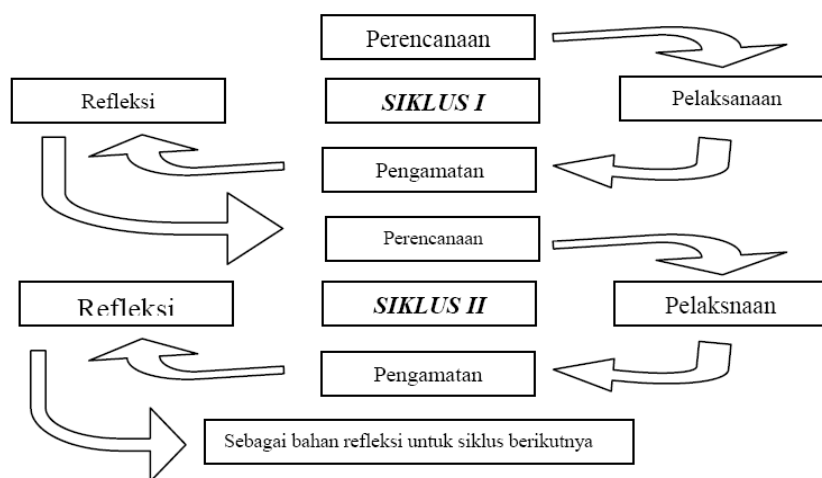 Perencanaan
Refleksi
SIKLUS I
Pelaksanaan
Pengamatan
Perencanaan
Refleksi
SIKLUS II
Pelaksnaan
Pengamatan
Sebagai bahan refleksi untuk siklus berikutnya